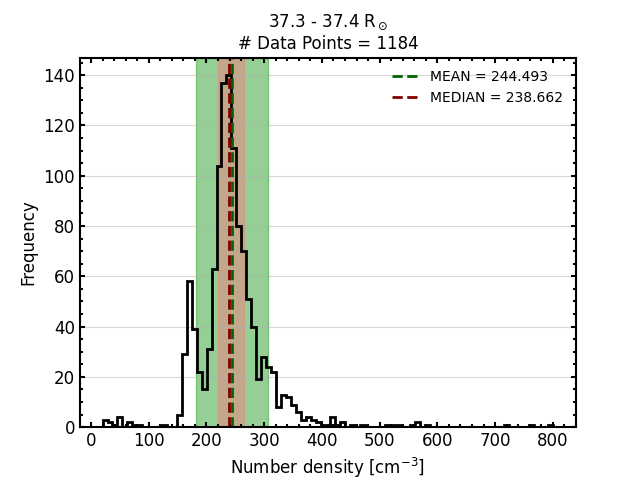 37.3 - 37.4 R⊙
# Data Points = 1184
MEAN = 244.493
MEDIAN = 238.662
Frequency
140
120
100
80
60
40
20
0
0 100 200 300 400 500 600 700 800
Number density [cm⁻³]